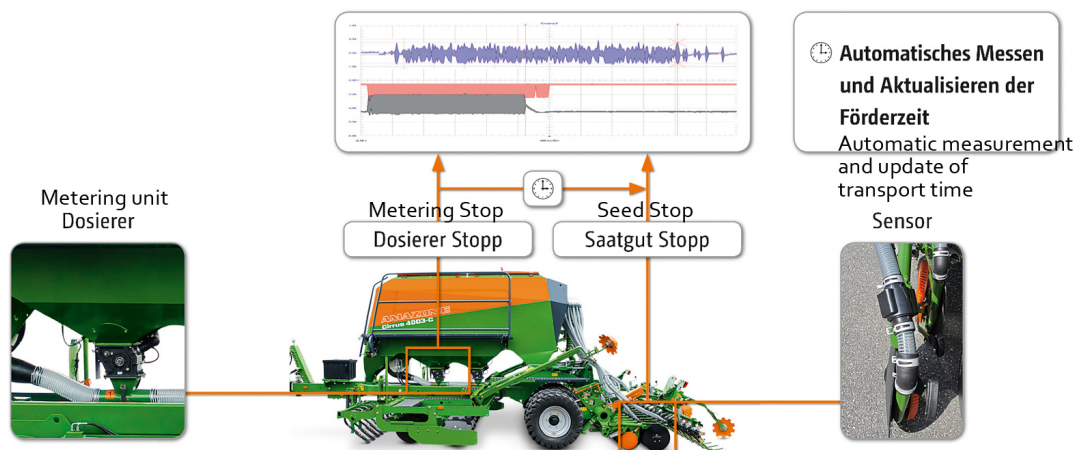 Automatisches Messen
und Aktualisieren der
Förderzeit
Automatic measurement
and update of
transport time
Metering unit
Dosierer
Metering Stop
Dosierer Stopp
Seed Stop
Saatgut Stopp
Sensor
AMAZONE
Cirrus 4003-C